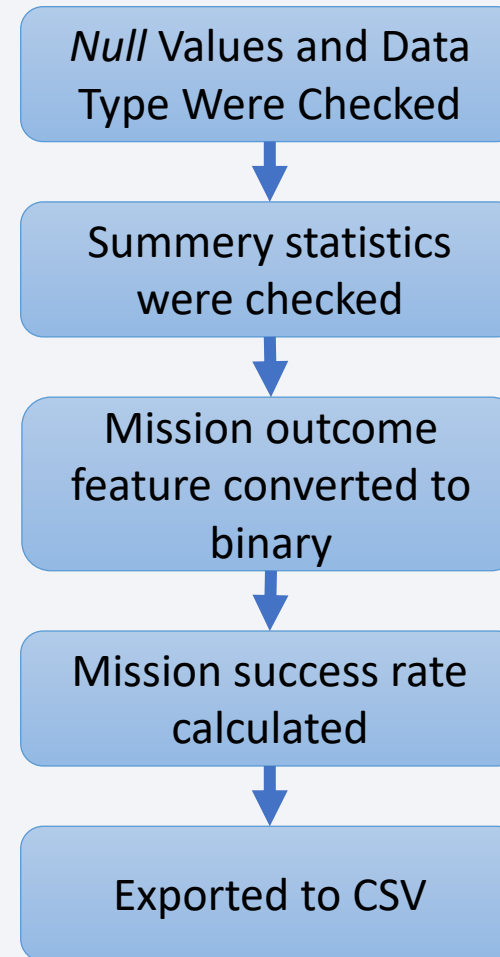 Null Values and Data
Type Were Checked
Summery statistics
were checked
Mission outcome
feature converted to
binary
Mission success rate
calculated
Exported to CSV